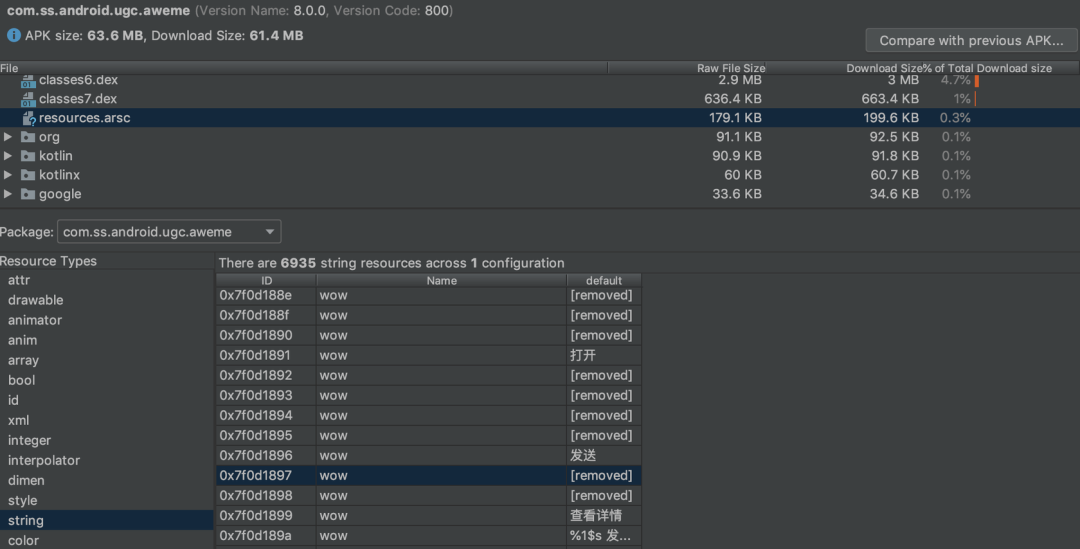 com.ss.android.ugc.aweme (Version Name: 8.0.0, Version Code: 800)
APK size: 63.6 MB, Download Size: 61.4 MB
Compare with previous APK...
File Raw File Size Download Size % of Total Download size
classes6.dex 2.9 MB 3 MB 4.7%
classes7.dex 636.4 KB 663.4 KB 1%
resources.arsc 179.1 KB 199.6 KB 0.3%
org 91.1 KB 92.5 KB 0.1%
kotlin 90.9 KB 91.8 KB 0.1%
kotlinx 60 KB 60.7 KB 0.1%
google 33.6 KB 34.6 KB 0.1%
Package: com.ss.android.ugc.aweme
Resource Types
attr
drawable
animator
anim
array
bool
id
xml
integer
interpolator
dimen
style
string
color
There are 6935 string resources across 1 configuration
ID Name default
0x7f0d188e wow [removed]
0x7f0d188f wow [removed]
0x7f0d1890 wow [removed]
0x7f0d1891 wow 打开
0x7f0d1892 wow [removed]
0x7f0d1893 wow [removed]
0x7f0d1894 wow [removed]
0x7f0d1895 wow [removed]
0x7f0d1896 wow 发送
0x7f0d1897 wow [removed]
0x7f0d1898 wow [removed]
0x7f0d1899 wow 查看详情
0x7f0d189a wow %1$s 发...